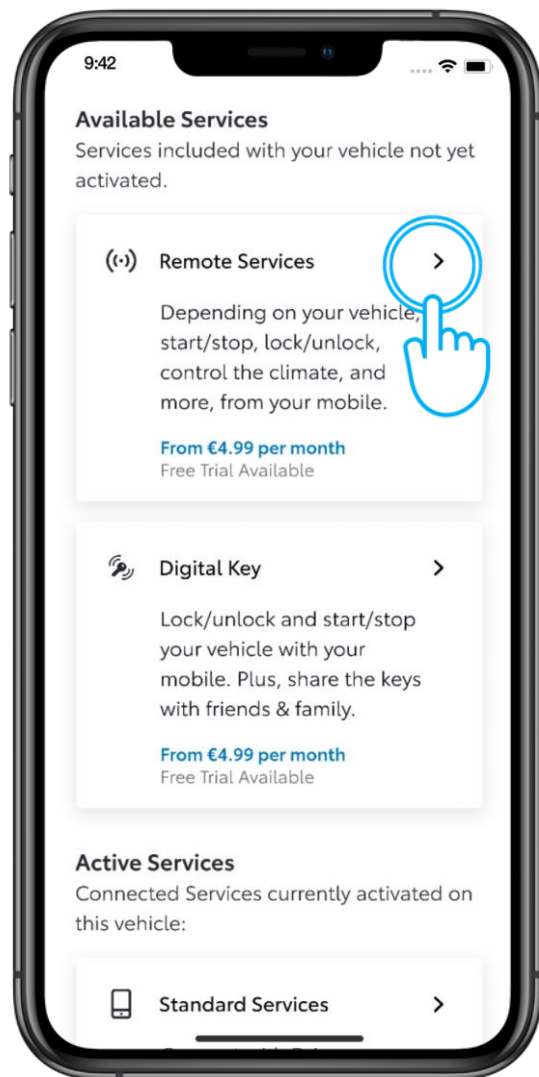 9:42
Available Services
Services included with your vehicle not yet
activated.
Remote Services
Depending on your vehicle,
start/stop, lock/unlock,
control the climate, and
more, from your mobile.
From €4.99 per month
Free Trial Available
Digital Key
Lock/unlock and start/stop
your vehicle with your
mobile. Plus, share the keys
with friends & family.
From €4.99 per month
Free Trial Available
Active Services
Connected Services currently activated on
this vehicle:
Standard Services